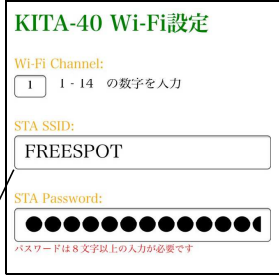 KITA-40 Wi-Fi設定
Wi-Fi Channel:
1 1 - 14 の数字を入力
STA SSID:
FREESPOT
STA Password:
●●●●●●●●●●●●●
パスワードは8文字以上の入力が必要です